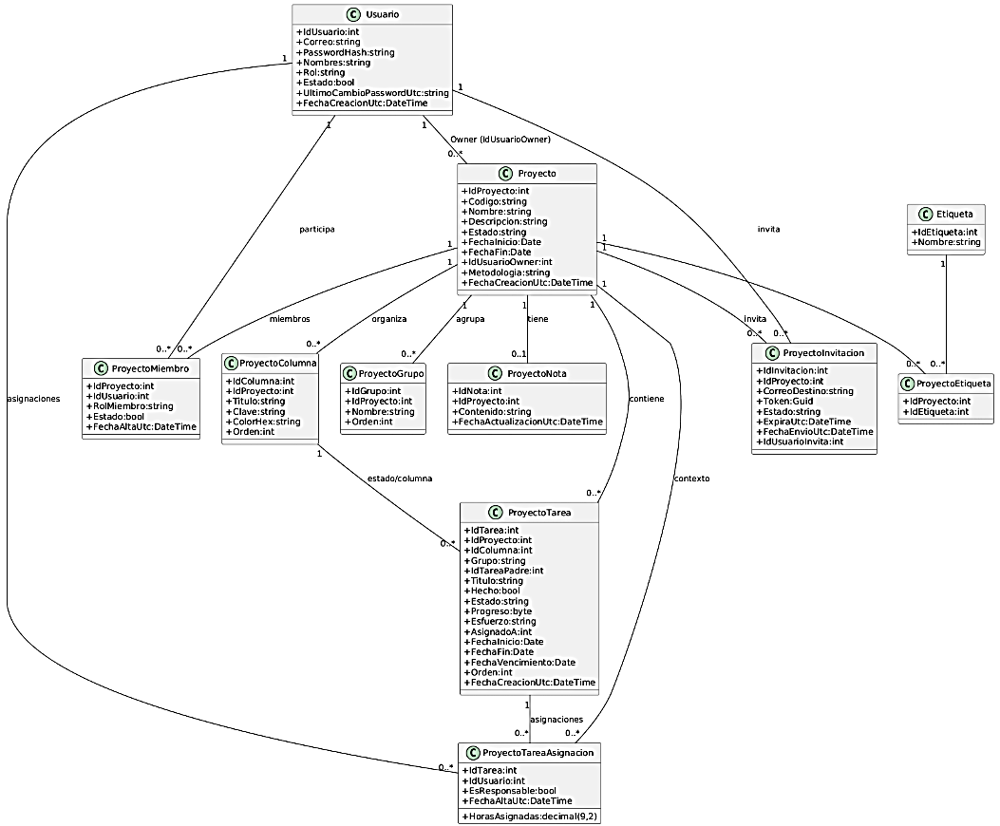 C Usuario
+IdUsuario:int
+Correo:string
+PasswordHash:string
+Nombres:string
+Rol:string
+Estado:bool
+UltimoCambioPasswordUtc:string
+FechaCreacionUtc:DateTime
1
1
1
1
Owner (IdUsuarioOwner)
0..*
C Proyecto
+IdProyecto:int
+Codigo:string
+Nombre:string
+Descripcion:string
+Estado:string
+FechaInicio:Date
+FechaFin:Date
+IdUsuarioOwner:int
+Metodologia:string
+FechaCreacionUtc:DateTime
C Etiqueta
+IdEtiqueta:int
+Nombre:string
participa
invita
1
1
1
1
1
1
1
1
1
1
miembros
organiza
agrupa
tiene
invita
0..*
0..*
0..*
0..*
0..1
0..*
0..*
0..*
0..*
C ProyectoMiembro
+IdProyecto:int
+IdUsuario:int
+RolMiembro:string
+Estado:bool
+FechaAltaUtc:DateTime
C ProyectoColumna
+IdColumna:int
+IdProyecto:int
+Titulo:string
+Clave:string
+ColorHex:string
+Orden:int
C ProyectoGrupo
+IdGrupo:int
+IdProyecto:int
+Nombre:string
+Orden:int
C ProyectoNota
+IdNota:int
+IdProyecto:int
+Contenido:string
+FechaActualizacionUtc:DateTime
C ProyectoInvitacion
+IdInvitacion:int
+IdProyecto:int
+CorreoDestino:string
+Token:Guid
+Estado:string
+ExpiraUtc:DateTime
+FechaEnvioUtc:DateTime
+IdUsuarioInvita:int
C ProyectoEtiqueta
+IdProyecto:int
+IdEtiqueta:int
asignaciones
contiene
1
estado/columna
contexto
0..*
0..*
C ProyectoTarea
+IdTarea:int
+IdProyecto:int
+IdColumna:int
+Grupo:string
+IdTareaPadre:int
+Titulo:string
+Hecho:bool
+Estado:string
+Progreso:byte
+Esfuerzo:string
+AsignadoA:int
+FechaInicio:Date
+FechaFin:Date
+FechaVencimiento:Date
+Orden:int
+FechaCreacionUtc:DateTime
1
asignaciones
0..*
0..*
0..*
C ProyectoTareaAsignacion
+IdTarea:int
+IdUsuario:int
+EsResponsable:bool
+FechaAltaUtc:DateTime
+HorasAsignadas:decimal(9,2)